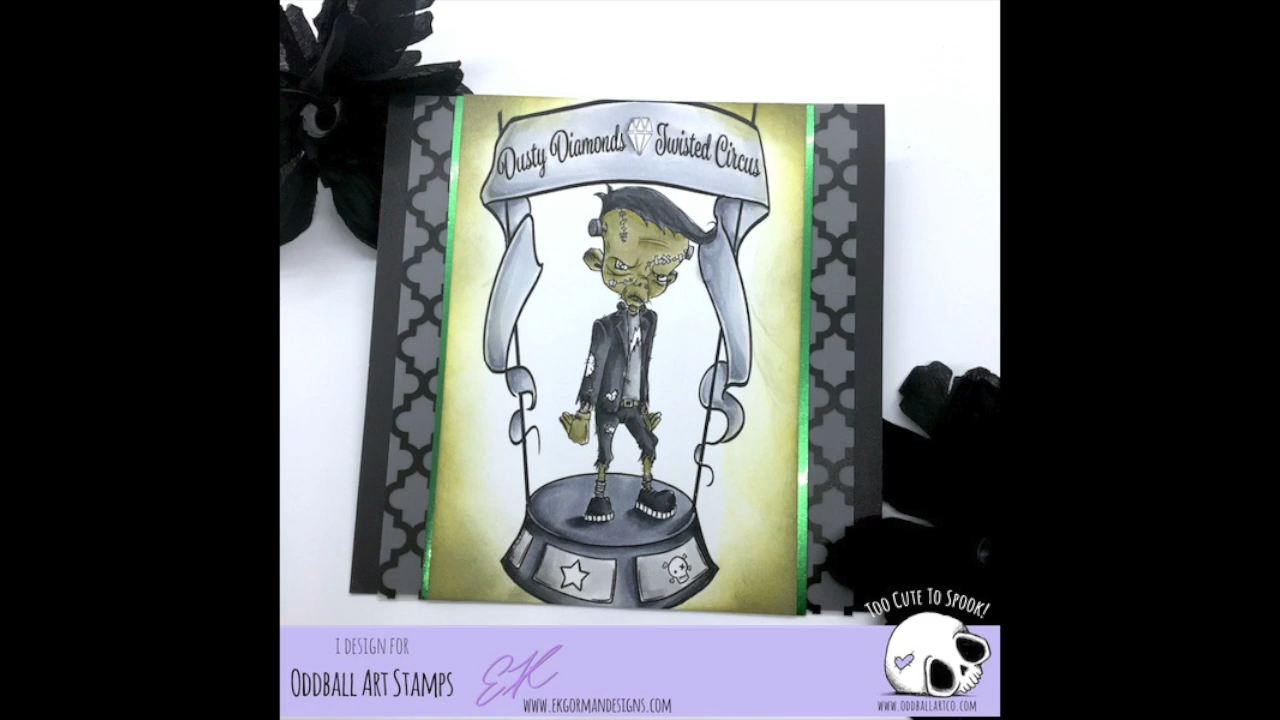 Dusty Diamonds Twisted Circus
TOO CUTE TO SPOOK!
I DESIGN FOR
ODDBALL ART STAMPS
EK
WWW.EKGORMANDESIGNS.COM
WWW.ODDBALLARTCO.COM